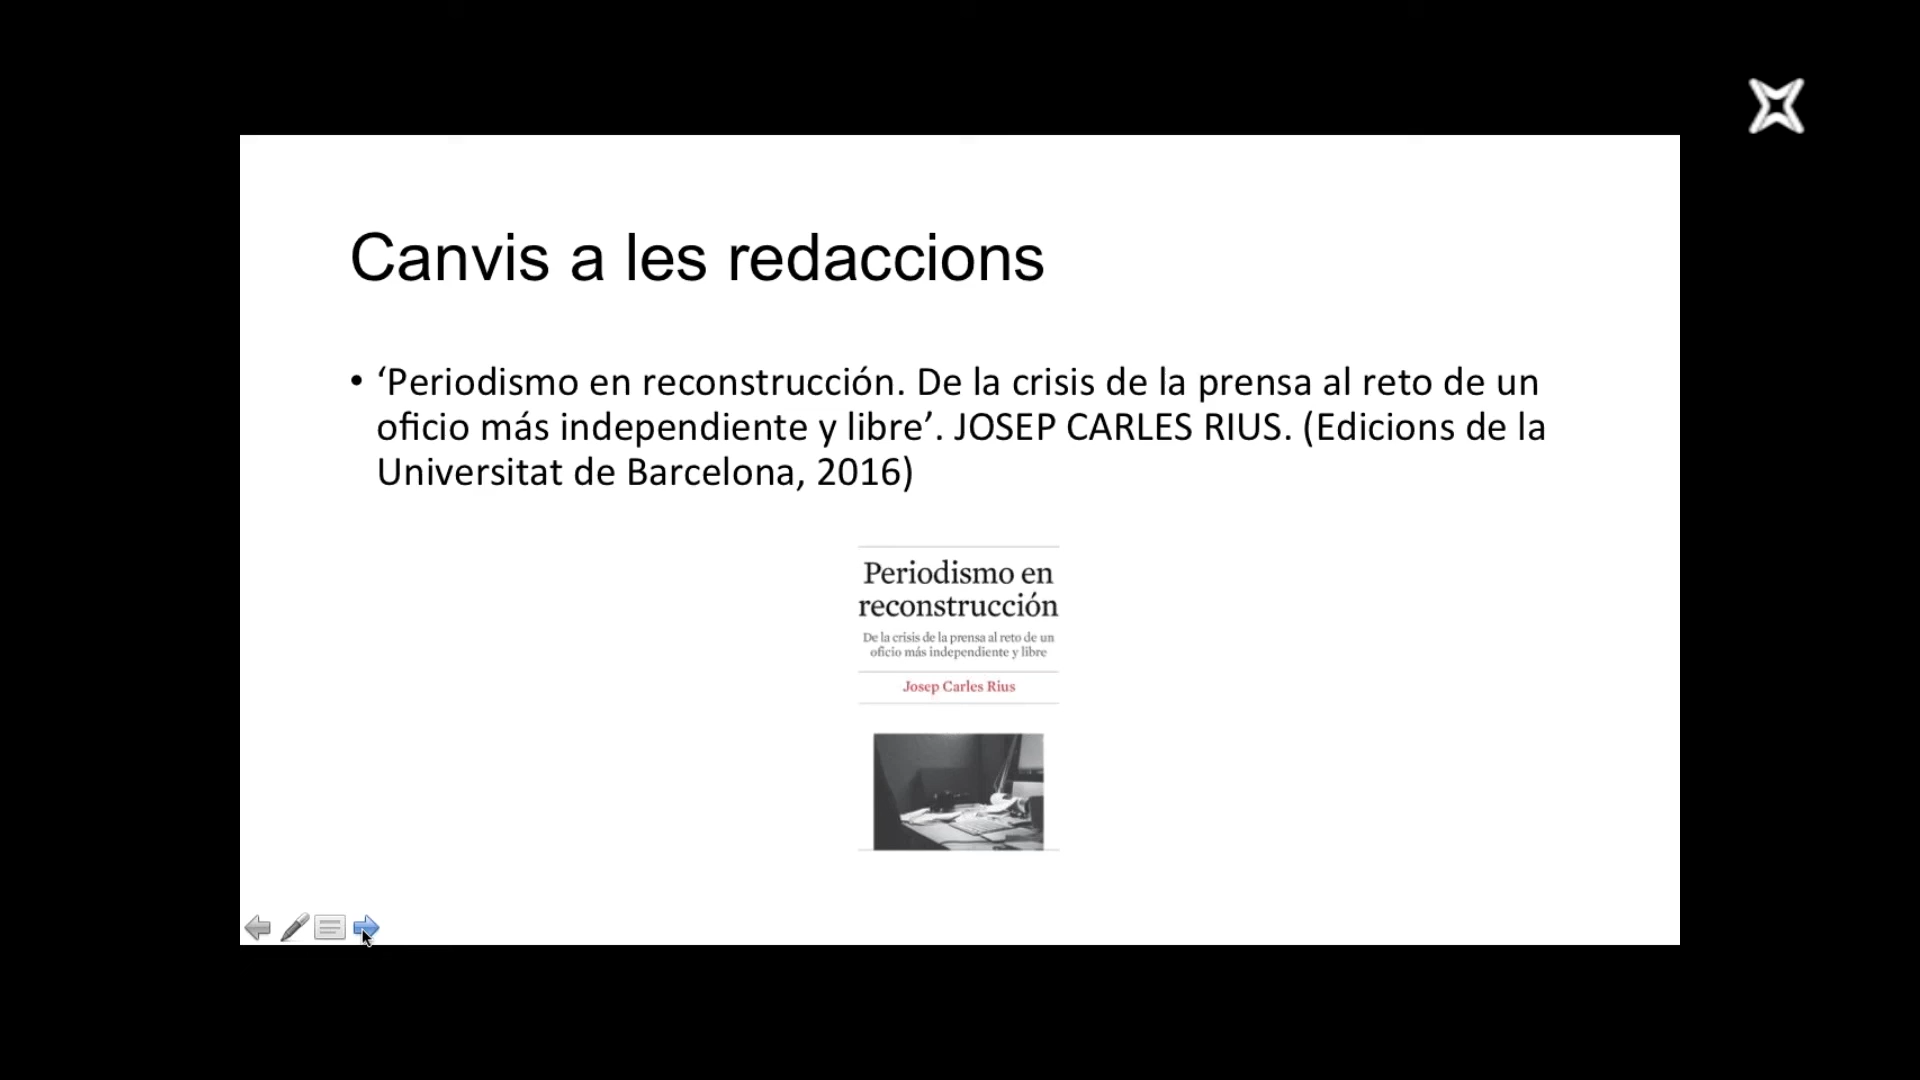 Canvis a les redaccions
• ‘Periodismo en reconstrucción. De la crisis de la prensa al reto de un
oficio más independiente y libre’. JOSEP CARLES RIUS. (Edicions de la
Universitat de Barcelona, 2016)
Periodismo en
reconstrucción
De la crisis de la prensa al reto de un
oficio más independiente y libre
Josep Carles Rius